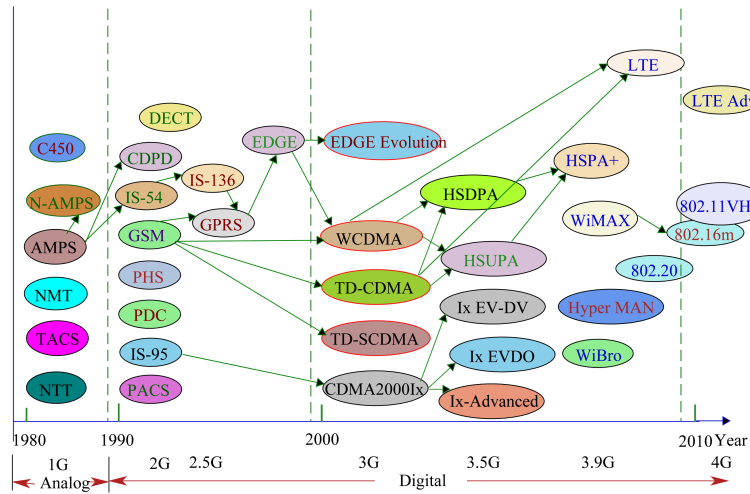 LTE
LTE Adv
DECT
C450
CDPD
EDGE
EDGE Evolution
HSPA+
IS-136
N-AMPS
IS-54
HSDPA
802.11VH
GPRS
WiMAX
AMPS
GSM
WCDMA
802.16m
HSUPA
PHS
802.20
NMT
TD-CDMA
PDC
Ix EV-DV
Hyper MAN
TACS
TD-SCDMA
IS-95
Ix EVDO
WiBro
NTT
PACS
CDMA2000Ix
Ix-Advanced
1980
1990
2000
2010 Year
1G
2G
2.5G
3G
3.5G
3.9G
4G
Analog
Digital